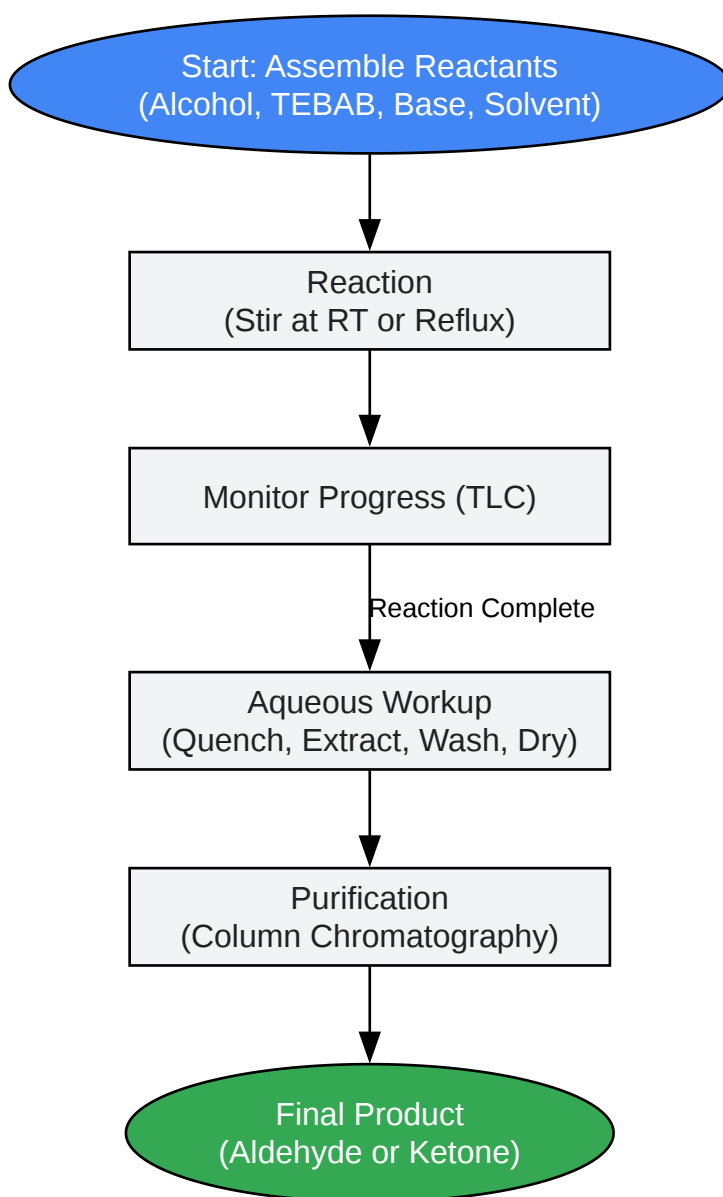 Start: Assemble Reactants
(Alcohol, TEBAB, Base, Solvent)
Reaction
(Stir at RT or Reflux)
Monitor Progress (TLC)
Reaction Complete
Aqueous Workup
(Quench, Extract, Wash, Dry)
Purification
(Column Chromatography)
Final Product
(Aldehyde or Ketone)